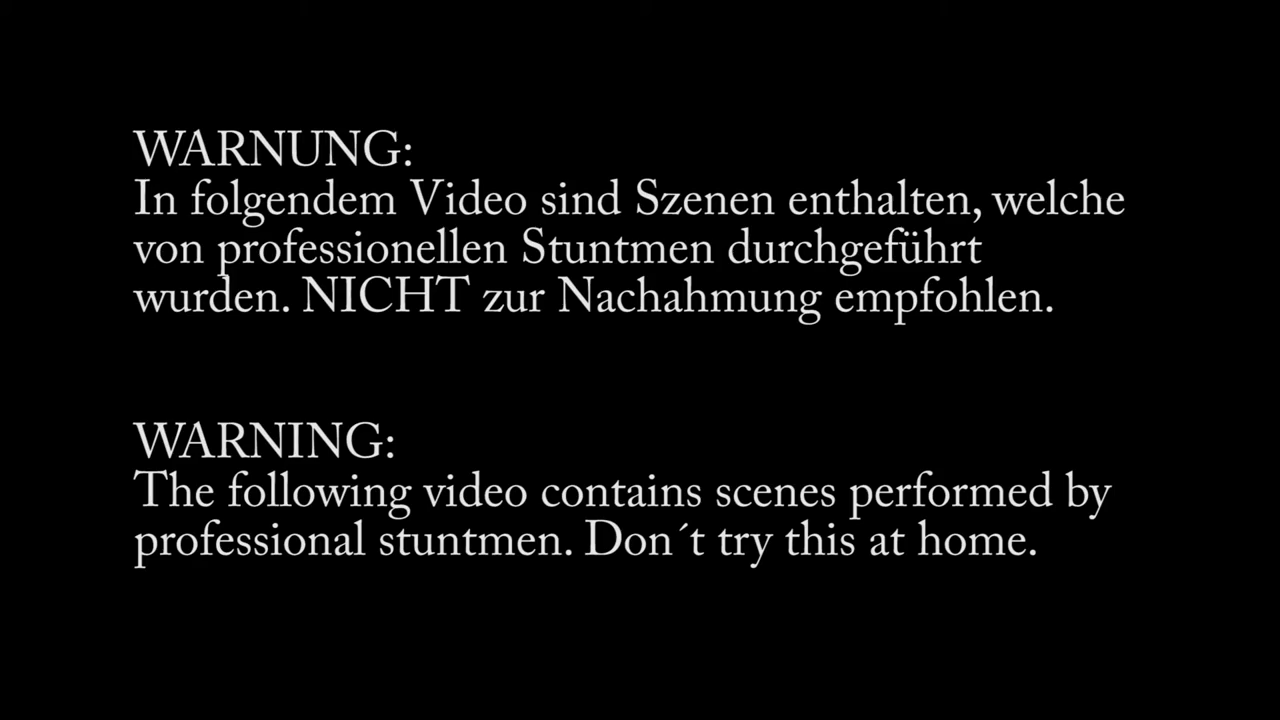 WARNUNG:
In folgendem Video sind Szenen enthalten, welche
von professionellen Stuntmen durchgeführt
wurden. NICHT zur Nachahmung empfohlen.
WARNING:
The following video contains scenes performed by
professional stuntmen. Don´t try this at home.